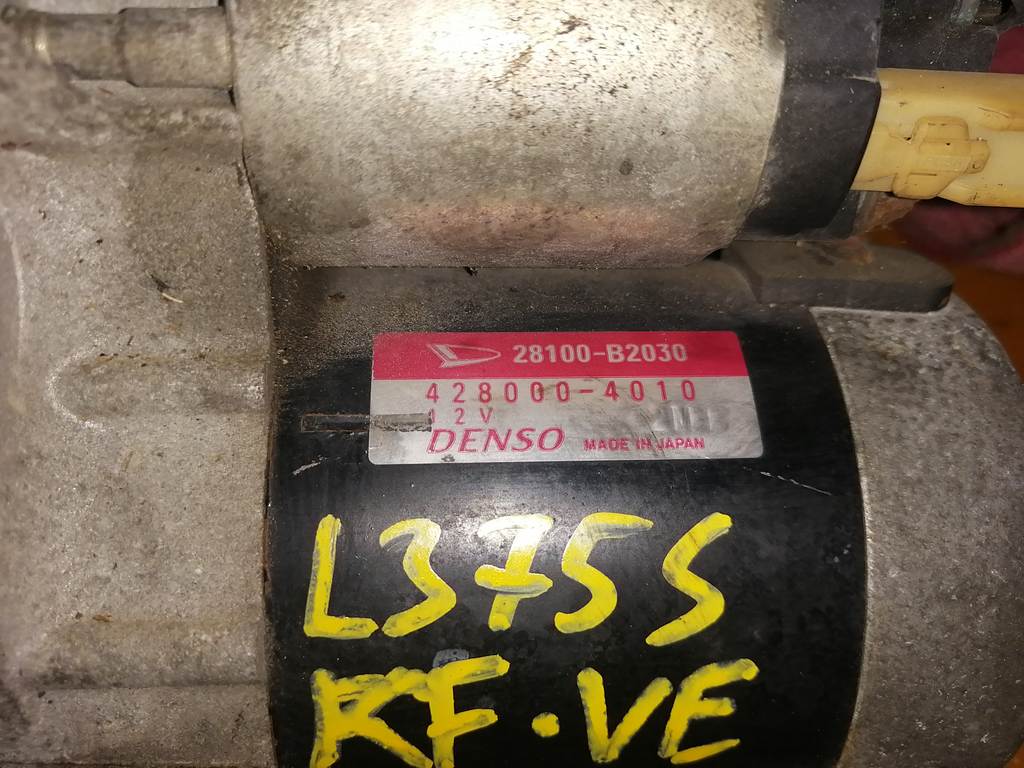 28100-B2030
428000-4010
12V
DENSO MADE IN JAPAN
L375S
KF·VE